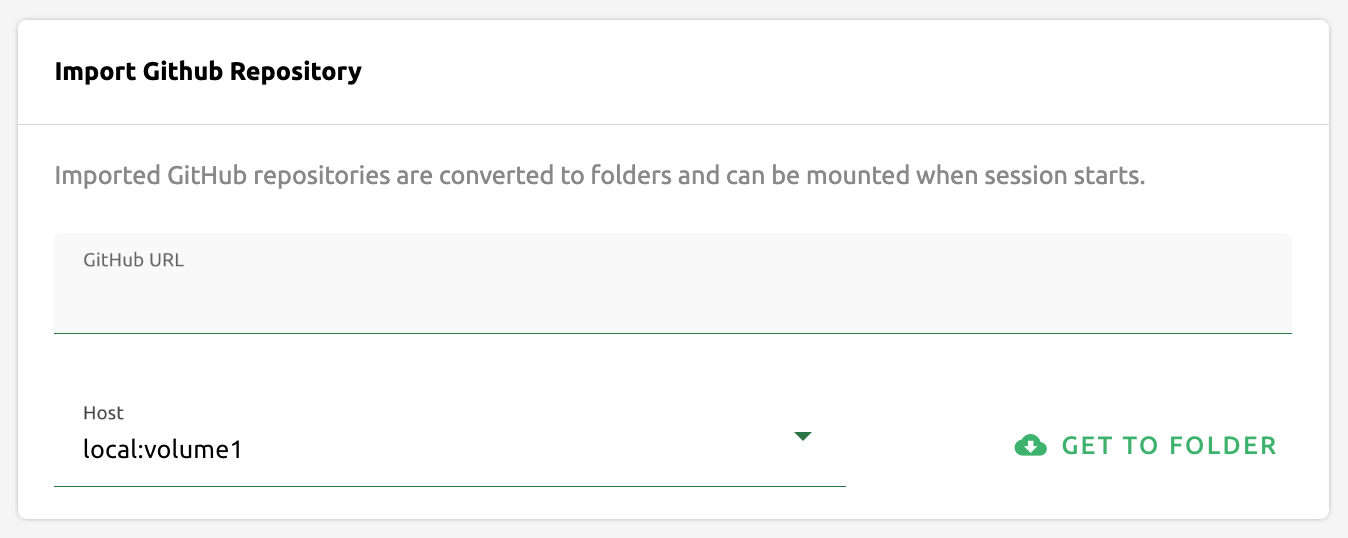 Import Github Repository
Imported GitHub repositories are converted to folders and can be mounted when session starts.
GitHub URL
Host
local:volume1
GET TO FOLDER